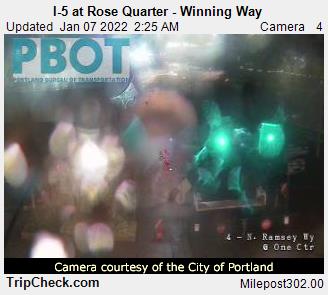 I-5 at Rose Quarter - Winning Way
Updated Jan 07 2022 2:25 AM Camera 4
PBOT
PORTLAND BUREAU OF TRANSPORTATION
4 - N. Ramsey Wy
@ One Ctr
Camera courtesy of the City of Portland
TripCheck.com Milepost302.00